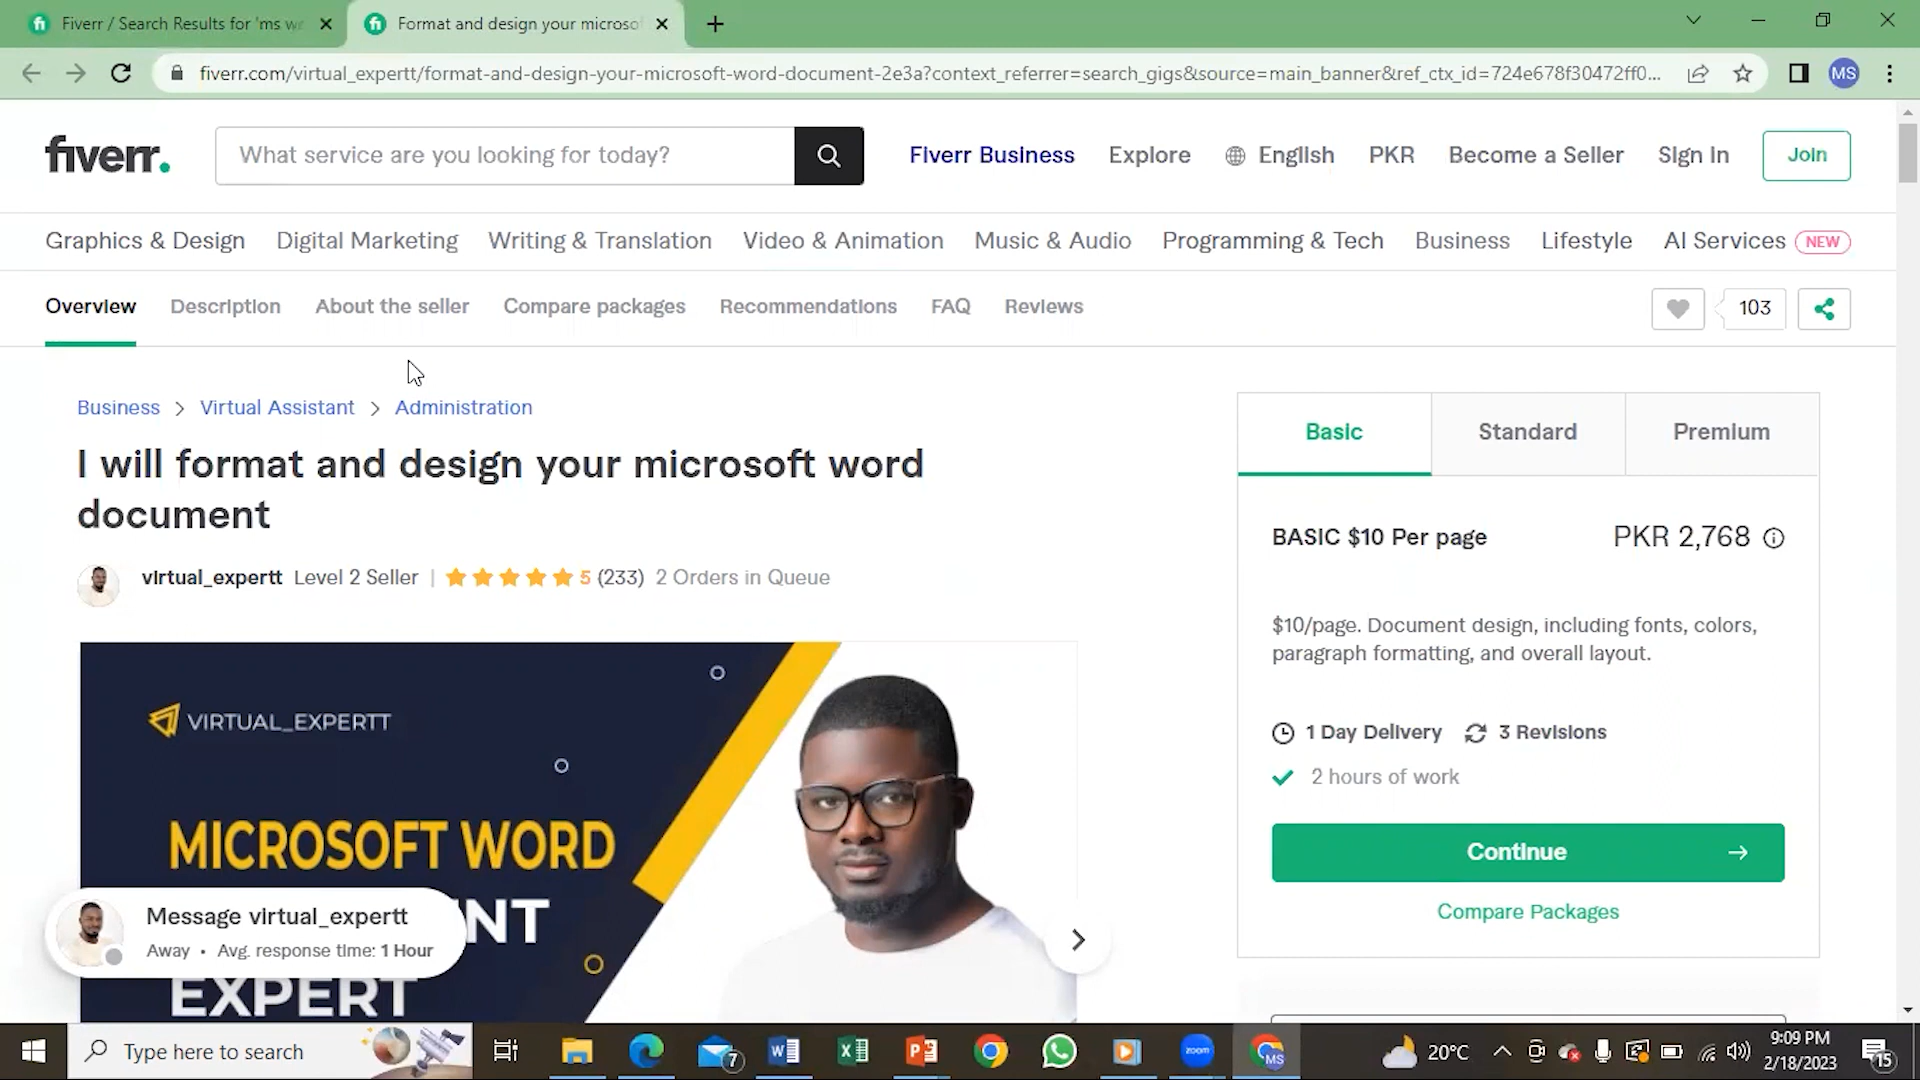 Fiverr / Search Results for 'ms w
Format and design your microso
fiverr.com/virtual_expertt/format-and-design-your-microsoft-word-document-2e3a?context_referrer=search_gigs&source=main_banner&ref_ctx_id=724e678f30472ff0...
MS
fiverr.
What service are you looking for today?
Fiverr Business
Explore
English
PKR
Become a Seller
Sign In
Join
Graphics & Design
Digital Marketing
Writing & Translation
Video & Animation
Music & Audio
Programming & Tech
Business
Lifestyle
AI Services NEW
Overview
Description
About the seller
Compare packages
Recommendations
FAQ
Reviews
103
Business > Virtual Assistant > Administration
I will format and design your microsoft word
document
virtual_expertt Level 2 Seller | 5 (233) 2 Orders in Queue
VIRTUAL_EXPERTT
MICROSOFT WORD
NT
EXPERT
Message virtual_expertt
Away • Avg. response time: 1 Hour
Basic
Standard
Premium
BASIC $10 Per page
PKR 2,768
$10/page. Document design, including fonts, colors,
paragraph formatting, and overall layout.
1 Day Delivery
3 Revisions
2 hours of work
Continue
Compare Packages
Type here to search
7
zoom
MS
20°C
9:09 PM
2/18/2023
15